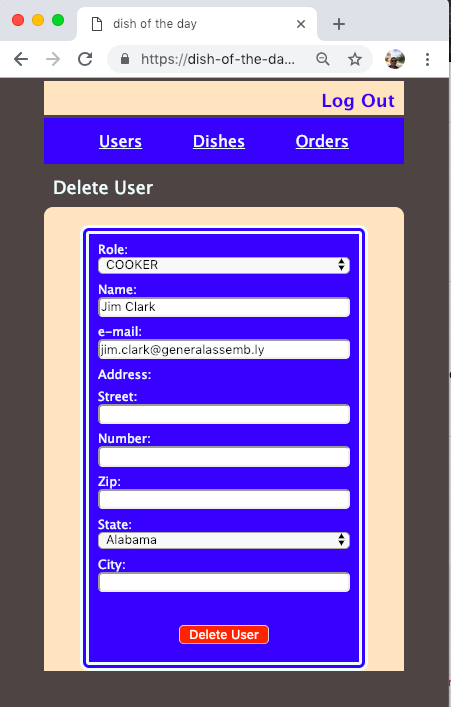 dish of the day
https://dish-of-the-da...
Log Out
Users Dishes Orders
Delete User
Role:
COOKER
Name:
Jim Clark
e-mail:
jim.clark@generalassemb.ly
Address:
Street:
Number:
Zip:
State:
Alabama
City:
Delete User